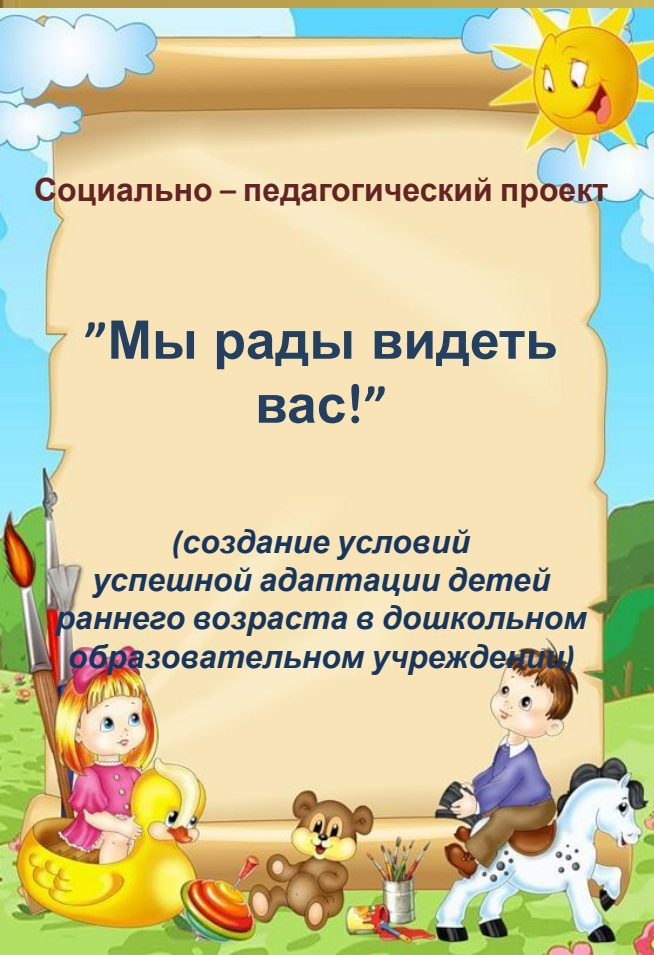 Социально – педагогический проект
”Мы рады видеть
вас!”
(создание условий
успешной адаптации детей
раннего возраста в дошкольном
образовательном учреждении)